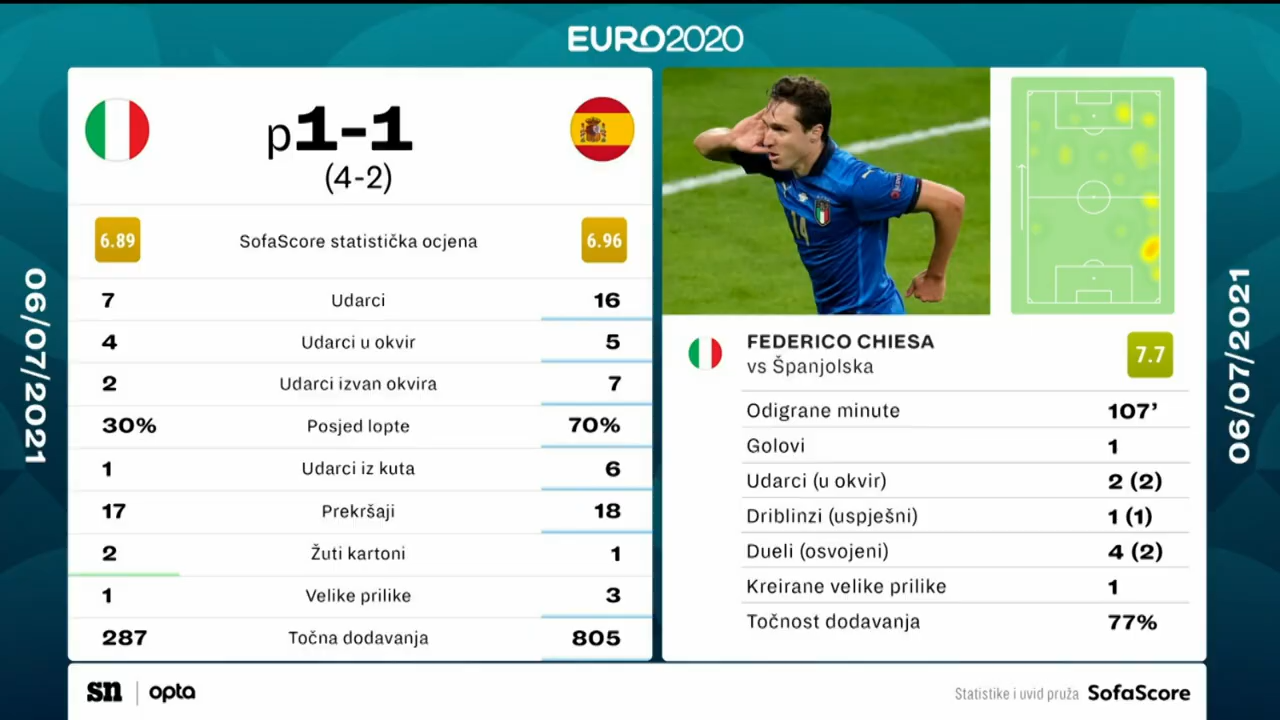 EURO2020
p1-1
(4-2)
6.89 SofaScore statistička ocjena 6.96
7 Udarci 16
4 Udarci u okvir 5
2 Udarci izvan okvira 7
30% Posjed lopte 70%
1 Udarci iz kuta 6
17 Prekršaji 18
2 Žuti kartoni 1
1 Velike prilike 3
287 Točna dodavanja 805
06/07/2021
14
FEDERICO CHIESA
vs Španjolska
7.7
Odigrane minute 107’
Golovi 1
Udarci (u okvir) 2 (2)
Driblinzi (uspješni) 1 (1)
Dueli (osvojeni) 4 (2)
Kreirane velike prilike 1
Točnost dodavanja 77%
06/07/2021
sn opta
Statistike i uvid pruža SofaScore